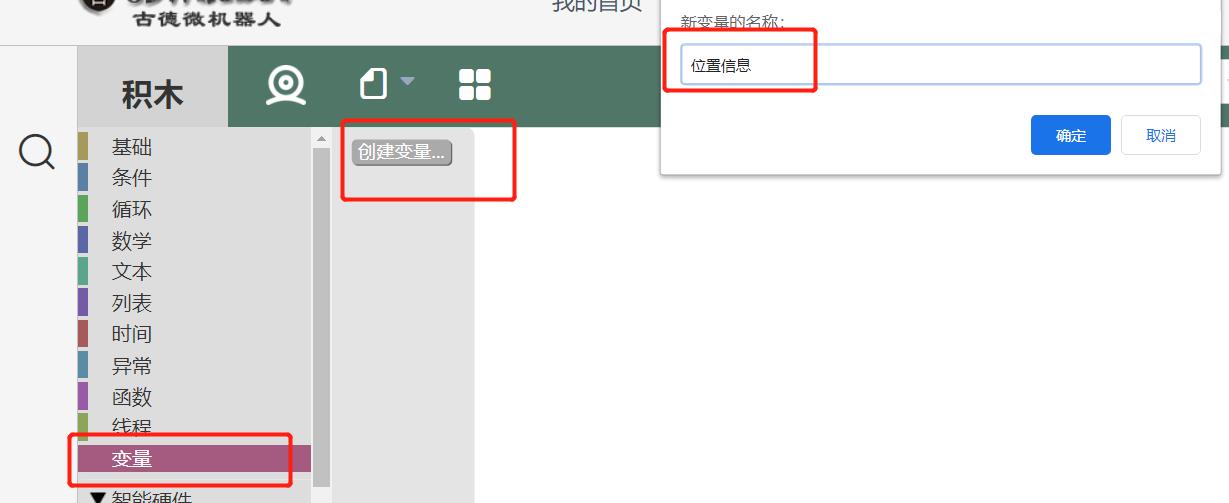 古德微机器人
我的首页
新变量的名称：
位置信息
确定
取消
积木
创建变量...
基础
条件
循环
数学
文本
列表
时间
异常
函数
线程
变量
智能硬件